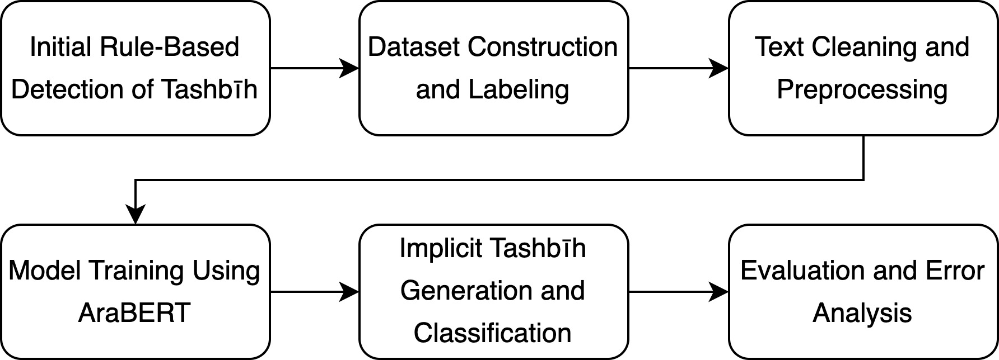 Initial Rule-Based
Detection of Tashbīh
Dataset Construction
and Labeling
Text Cleaning and
Preprocessing
Model Training Using
AraBERT
Implicit Tashbīh
Generation and
Classification
Evaluation and Error
Analysis